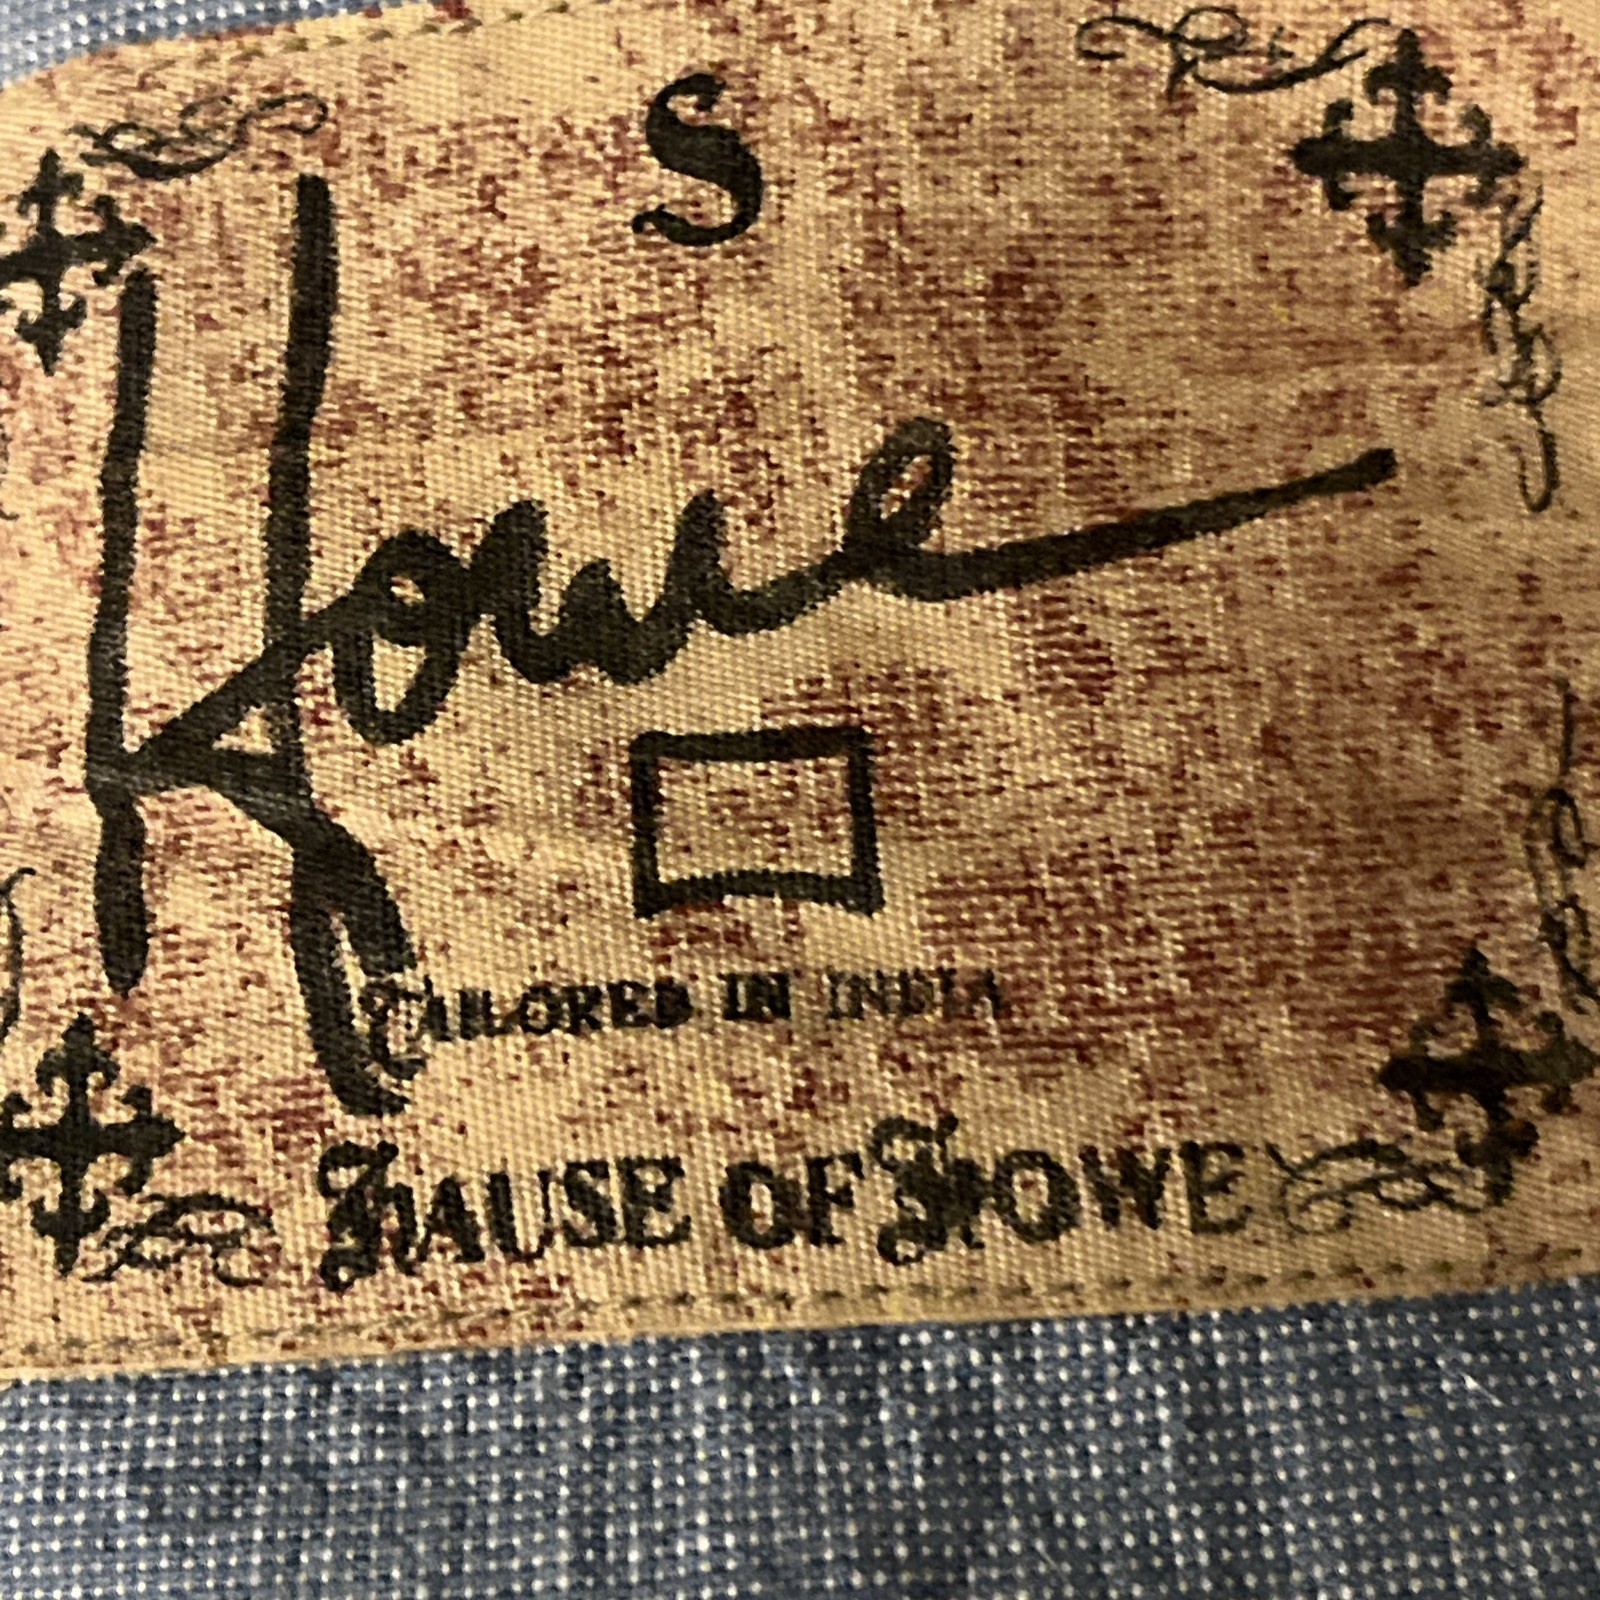 S
Howe
TAILORED IN INDIA
HAUSE OF HOWE